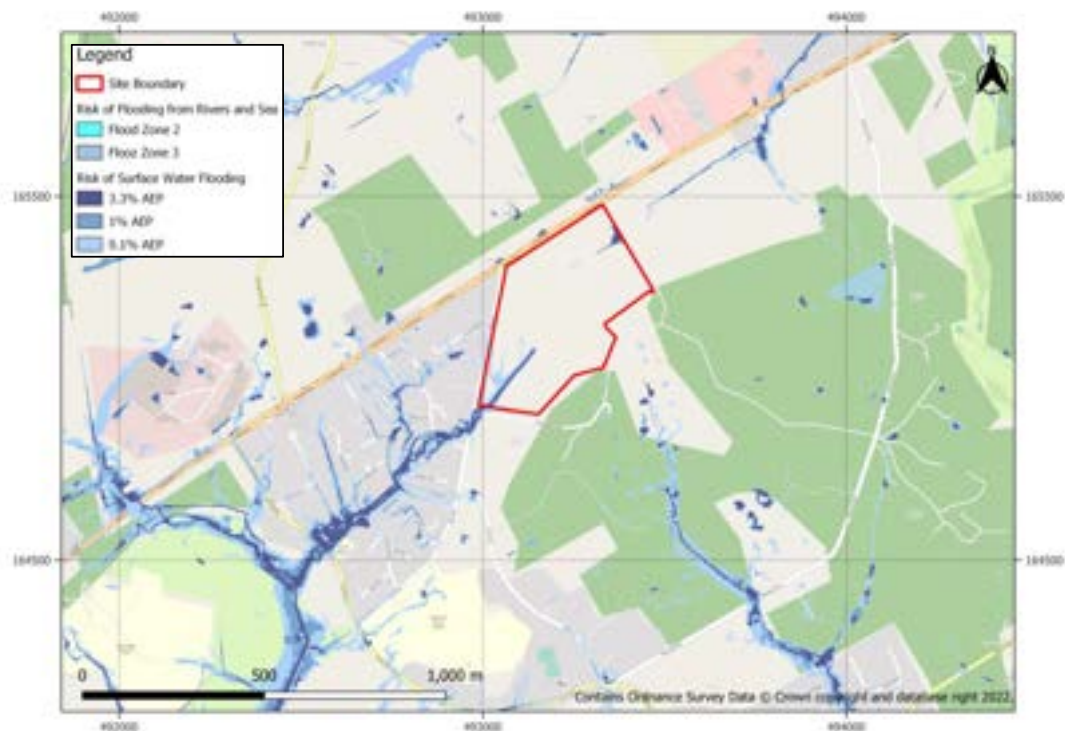 492000
493000
494000
Legend
Site Boundary
Risk of Flooding from Rivers and Sea
Flood Zone 2
Flooz Zone 3
Risk of Surface Water Flooding
3.3% AEP
1% AEP
0.1% AEP
N
165500
165500
164500
164500
0
500
1,000 m
Contains Ordnance Survey Data © Crown copyright and database right 2022.
492000
493000
494000